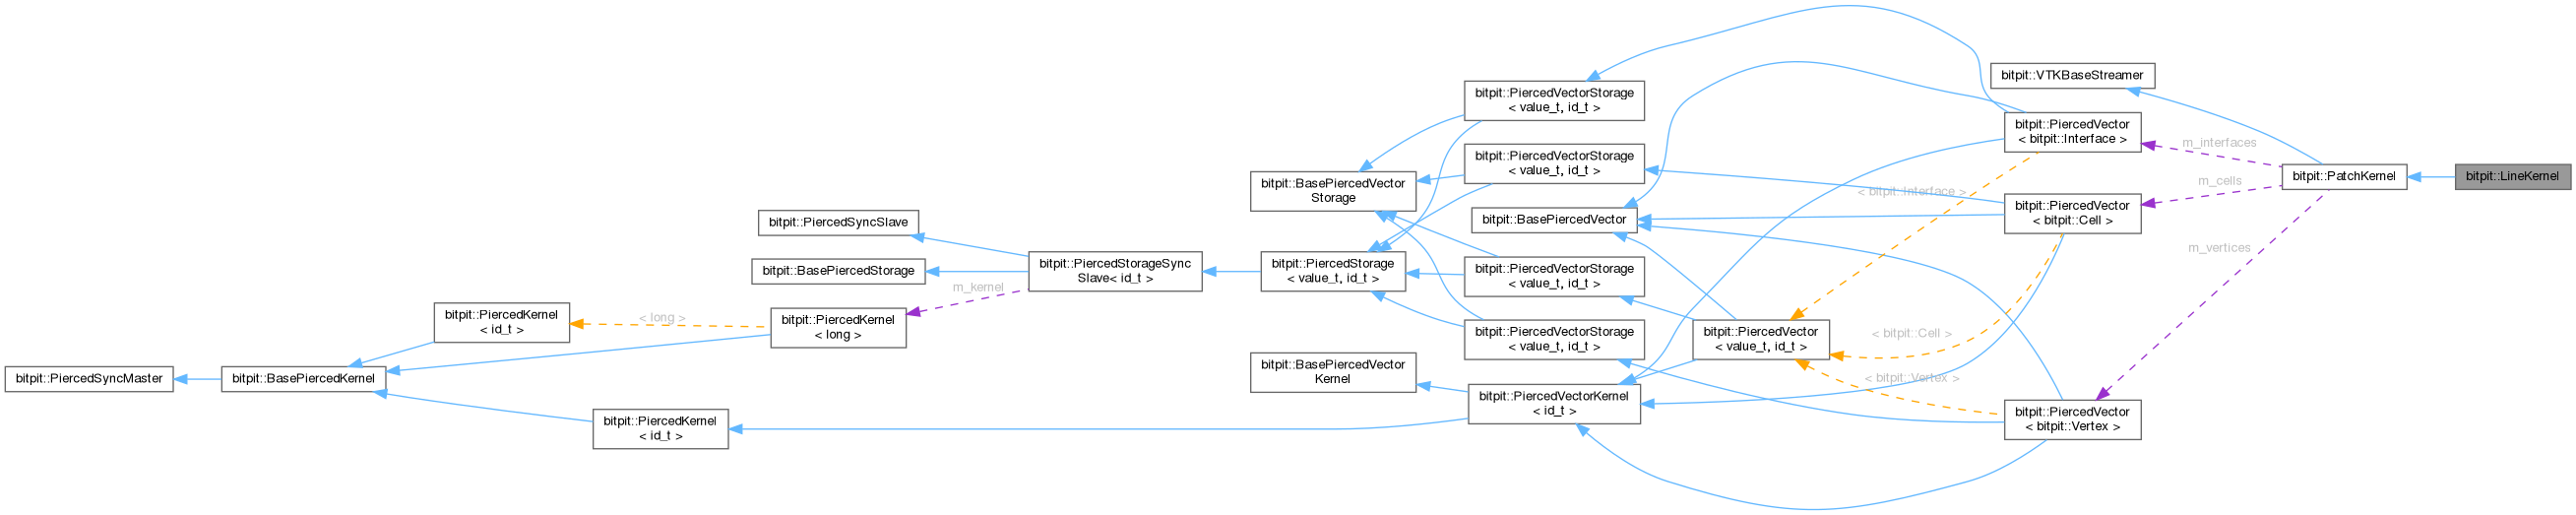 bitpit::PiercedVectorStorage
< value_t, id_t >
bitpit::VTKBaseStreamer
bitpit::PiercedVector
< bitpit::Interface >
m_interfaces
bitpit::PiercedVectorStorage
< value_t, id_t >
bitpit::BasePiercedVector
Storage
< bitpit::Interface >
m_cells
bitpit::PatchKernel
bitpit::LineKernel
bitpit::PiercedSyncSlave
bitpit::BasePiercedVector
bitpit::PiercedVector
< bitpit::Cell >
m_vertices
bitpit::BasePiercedStorage
bitpit::PiercedStorageSync
Slave< id_t >
bitpit::PiercedStorage
< value_t, id_t >
bitpit::PiercedVectorStorage
< value_t, id_t >
m_kernel
bitpit::PiercedKernel
< id_t >
< long >
bitpit::PiercedKernel
< long >
bitpit::PiercedVectorStorage
< value_t, id_t >
bitpit::PiercedVector
< value_t, id_t >
< bitpit::Cell >
bitpit::PiercedSyncMaster
bitpit::BasePiercedKernel
bitpit::BasePiercedVector
Kernel
< bitpit::Vertex >
bitpit::PiercedVectorKernel
< id_t >
bitpit::PiercedVector
< bitpit::Vertex >
bitpit::PiercedKernel
< id_t >